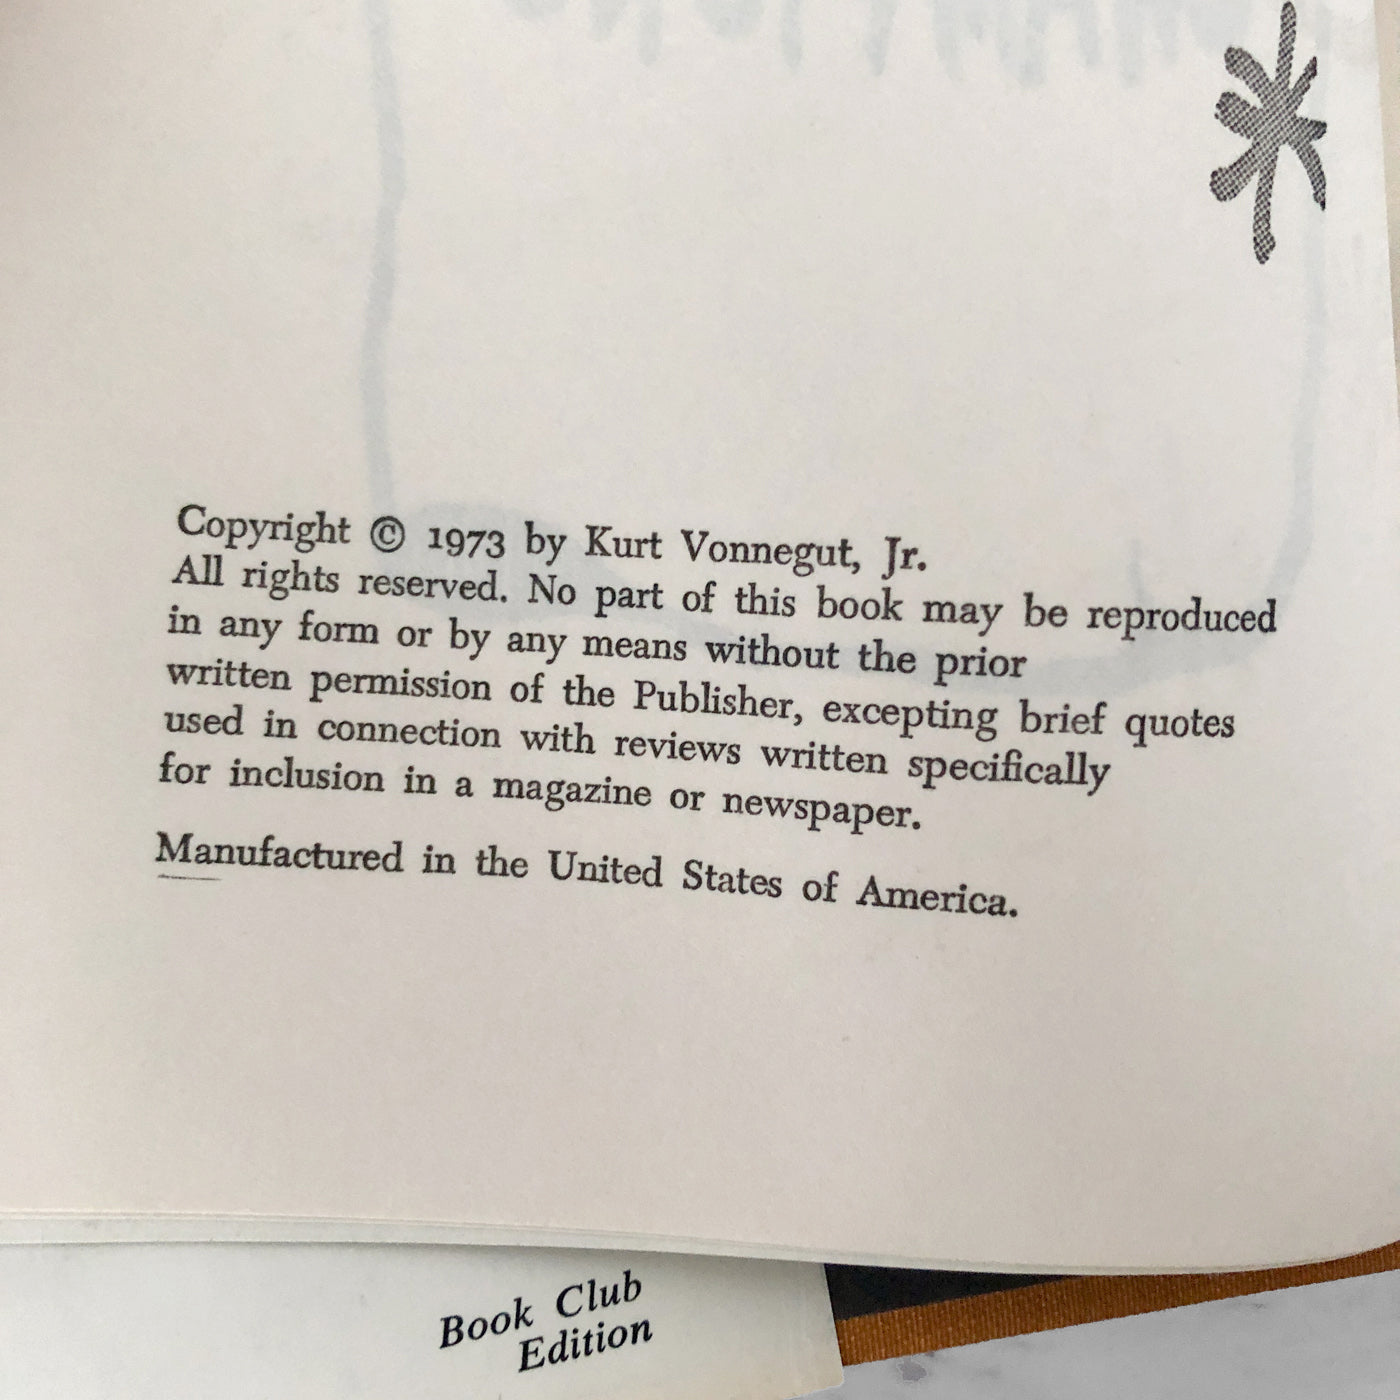 Copyright © 1973 by Kurt Vonnegut, Jr.
All rights reserved. No part of this book may be reproduced
in any form or by any means without the prior
written permission of the Publisher, excepting brief quotes
used in connection with reviews written specifically
for inclusion in a magazine or newspaper.
Manufactured in the United States of America.
Book Club
Edition